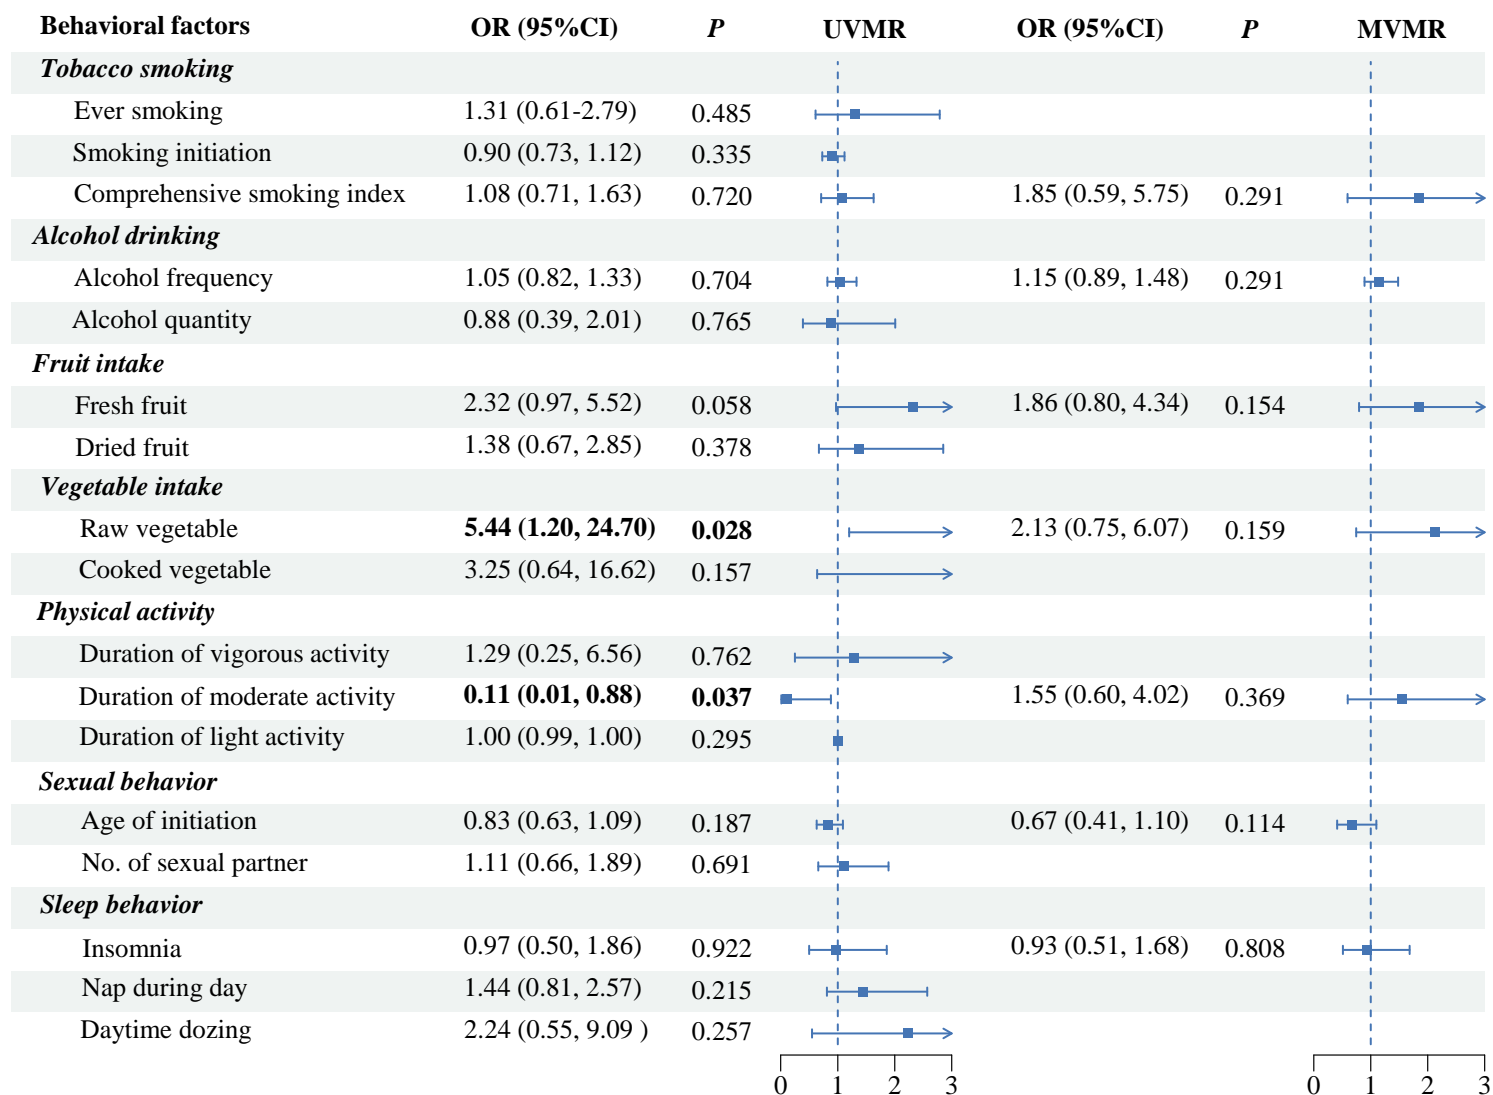 Behavioral factors OR (95%CI) P UVMR OR (95%CI) P MVMR
Tobacco smoking
Ever smoking 1.31 (0.61-2.79) 0.485
Smoking initiation 0.90 (0.73, 1.12) 0.335
Comprehensive smoking index 1.08 (0.71, 1.63) 0.720 1.85 (0.59, 5.75) 0.291
Alcohol drinking
Alcohol frequency 1.05 (0.82, 1.33) 0.704 1.15 (0.89, 1.48) 0.291
Alcohol quantity 0.88 (0.39, 2.01) 0.765
Fruit intake
Fresh fruit 2.32 (0.97, 5.52) 0.058 1.86 (0.80, 4.34) 0.154
Dried fruit 1.38 (0.67, 2.85) 0.378
Vegetable intake
Raw vegetable 5.44 (1.20, 24.70) 0.028 2.13 (0.75, 6.07) 0.159
Cooked vegetable 3.25 (0.64, 16.62) 0.157
Physical activity
Duration of vigorous activity 1.29 (0.25, 6.56) 0.762
Duration of moderate activity 0.11 (0.01, 0.88) 0.037 1.55 (0.60, 4.02) 0.369
Duration of light activity 1.00 (0.99, 1.00) 0.295
Sexual behavior
Age of initiation 0.83 (0.63, 1.09) 0.187 0.67 (0.41, 1.10) 0.114
No. of sexual partner 1.11 (0.66, 1.89) 0.691
Sleep behavior
Insomnia 0.97 (0.50, 1.86) 0.922 0.93 (0.51, 1.68) 0.808
Nap during day 1.44 (0.81, 2.57) 0.215
Daytime dozing 2.24 (0.55, 9.09 ) 0.257
0 1 2 3 0 1 2 3